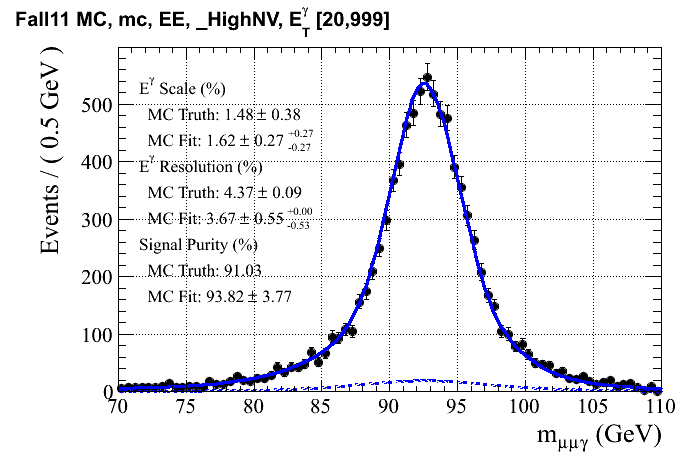 Fall11 MC, mc, EE, _HighNV, E_T^γ [20,999]
Events / ( 0.5 GeV )
E^γ Scale (%)
MC Truth: 1.48 ± 0.38
MC Fit: 1.62 ± 0.27 +0.27 -0.27
E^γ Resolution (%)
MC Truth: 4.37 ± 0.09
MC Fit: 3.67 ± 0.55 +0.00 -0.53
Signal Purity (%)
MC Truth: 91.03
MC Fit: 93.82 ± 3.77
500
400
300
200
100
0
70 75 80 85 90 95 100 105 110
m_μμγ (GeV)